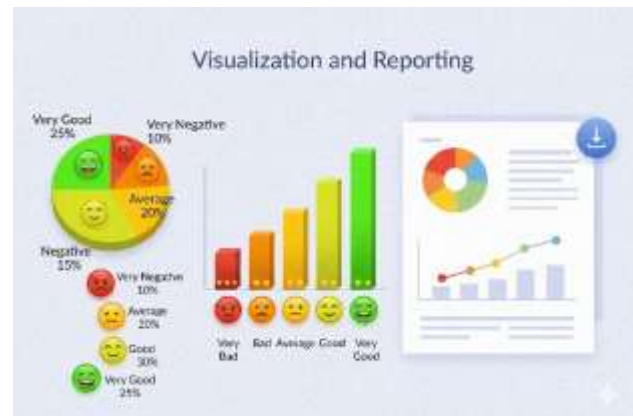 Visualization and Reporting
Very Good
25%
Very Negative
10%
Average
20%
Negative
15%
Very Negative
10%
Average
20%
Good
30%
Very Good
25%
Very
Bad
Bad
Average
Good
Very
Good